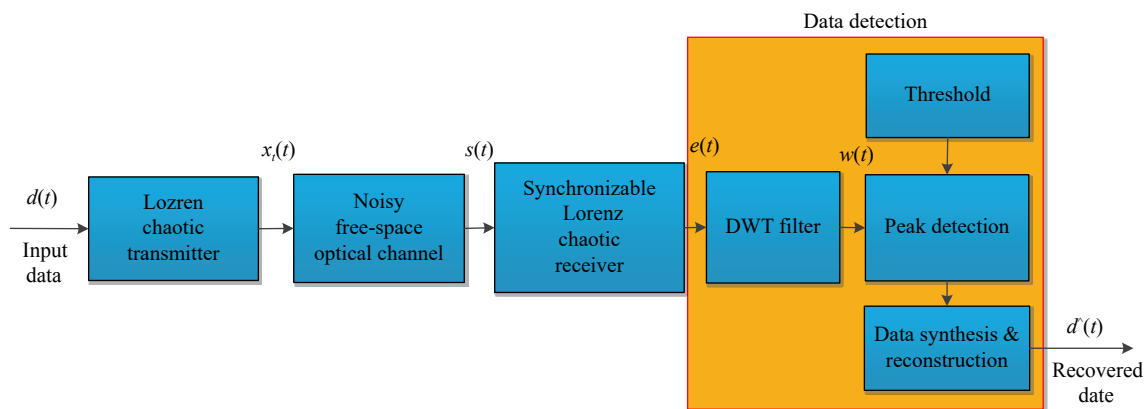 Data detection
Threshold
d(t)
Input
data
Lozren
chaotic
transmitter
xₜ(t)
Noisy
free-space
optical channel
s(t)
Synchronizable
Lorenz
chaotic
receiver
e(t)
DWT filter
w(t)
Peak detection
Data synthesis &
reconstruction
d^(t)
Recovered
date